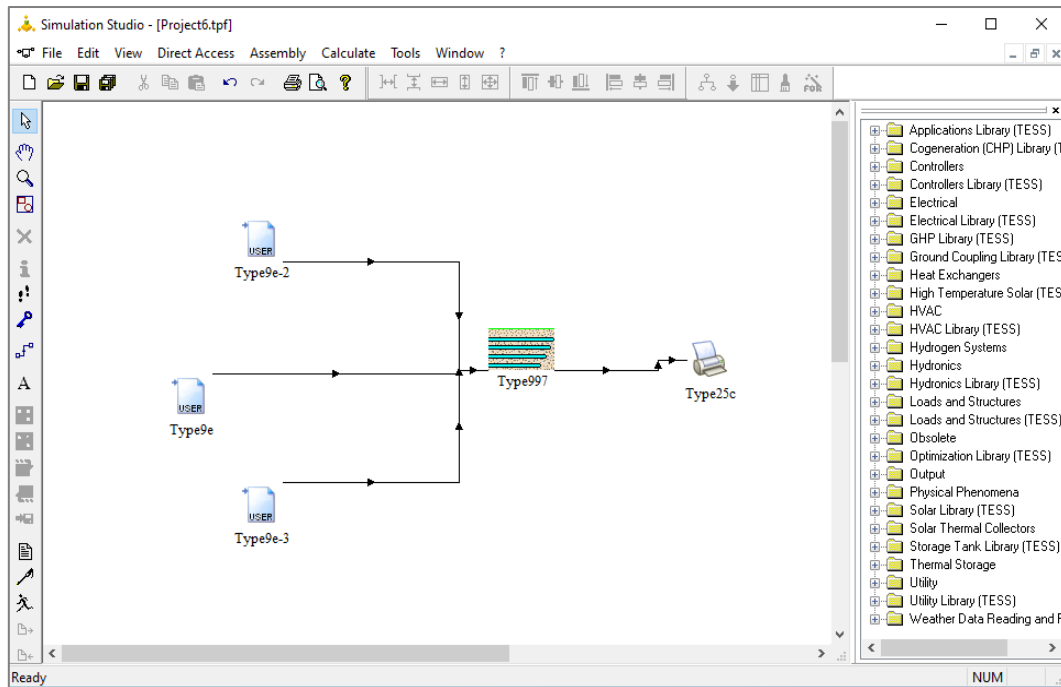 Simulation Studio - [Project6.tpf]
File Edit View Direct Access Assembly Calculate Tools Window ?
FOR
A
USER
Type9e-2
USER
Type9e
USER
Type9e-3
Type997
Type25c
Applications Library (TESS)
Cogeneration (CHP) Library (T
Controllers
Controllers Library (TESS)
Electrical
Electrical Library (TESS)
GHP Library (TESS)
Ground Coupling Library (TES
Heat Exchangers
High Temperature Solar (TES
HVAC
HVAC Library (TESS)
Hydrogen Systems
Hydronics
Hydronics Library (TESS)
Loads and Structures
Loads and Structures (TESS)
Obsolete
Optimization Library (TESS)
Output
Physical Phenomena
Solar Library (TESS)
Solar Thermal Collectors
Storage Tank Library (TESS)
Thermal Storage
Utility
Utility Library (TESS)
Weather Data Reading and F
Ready
NUM